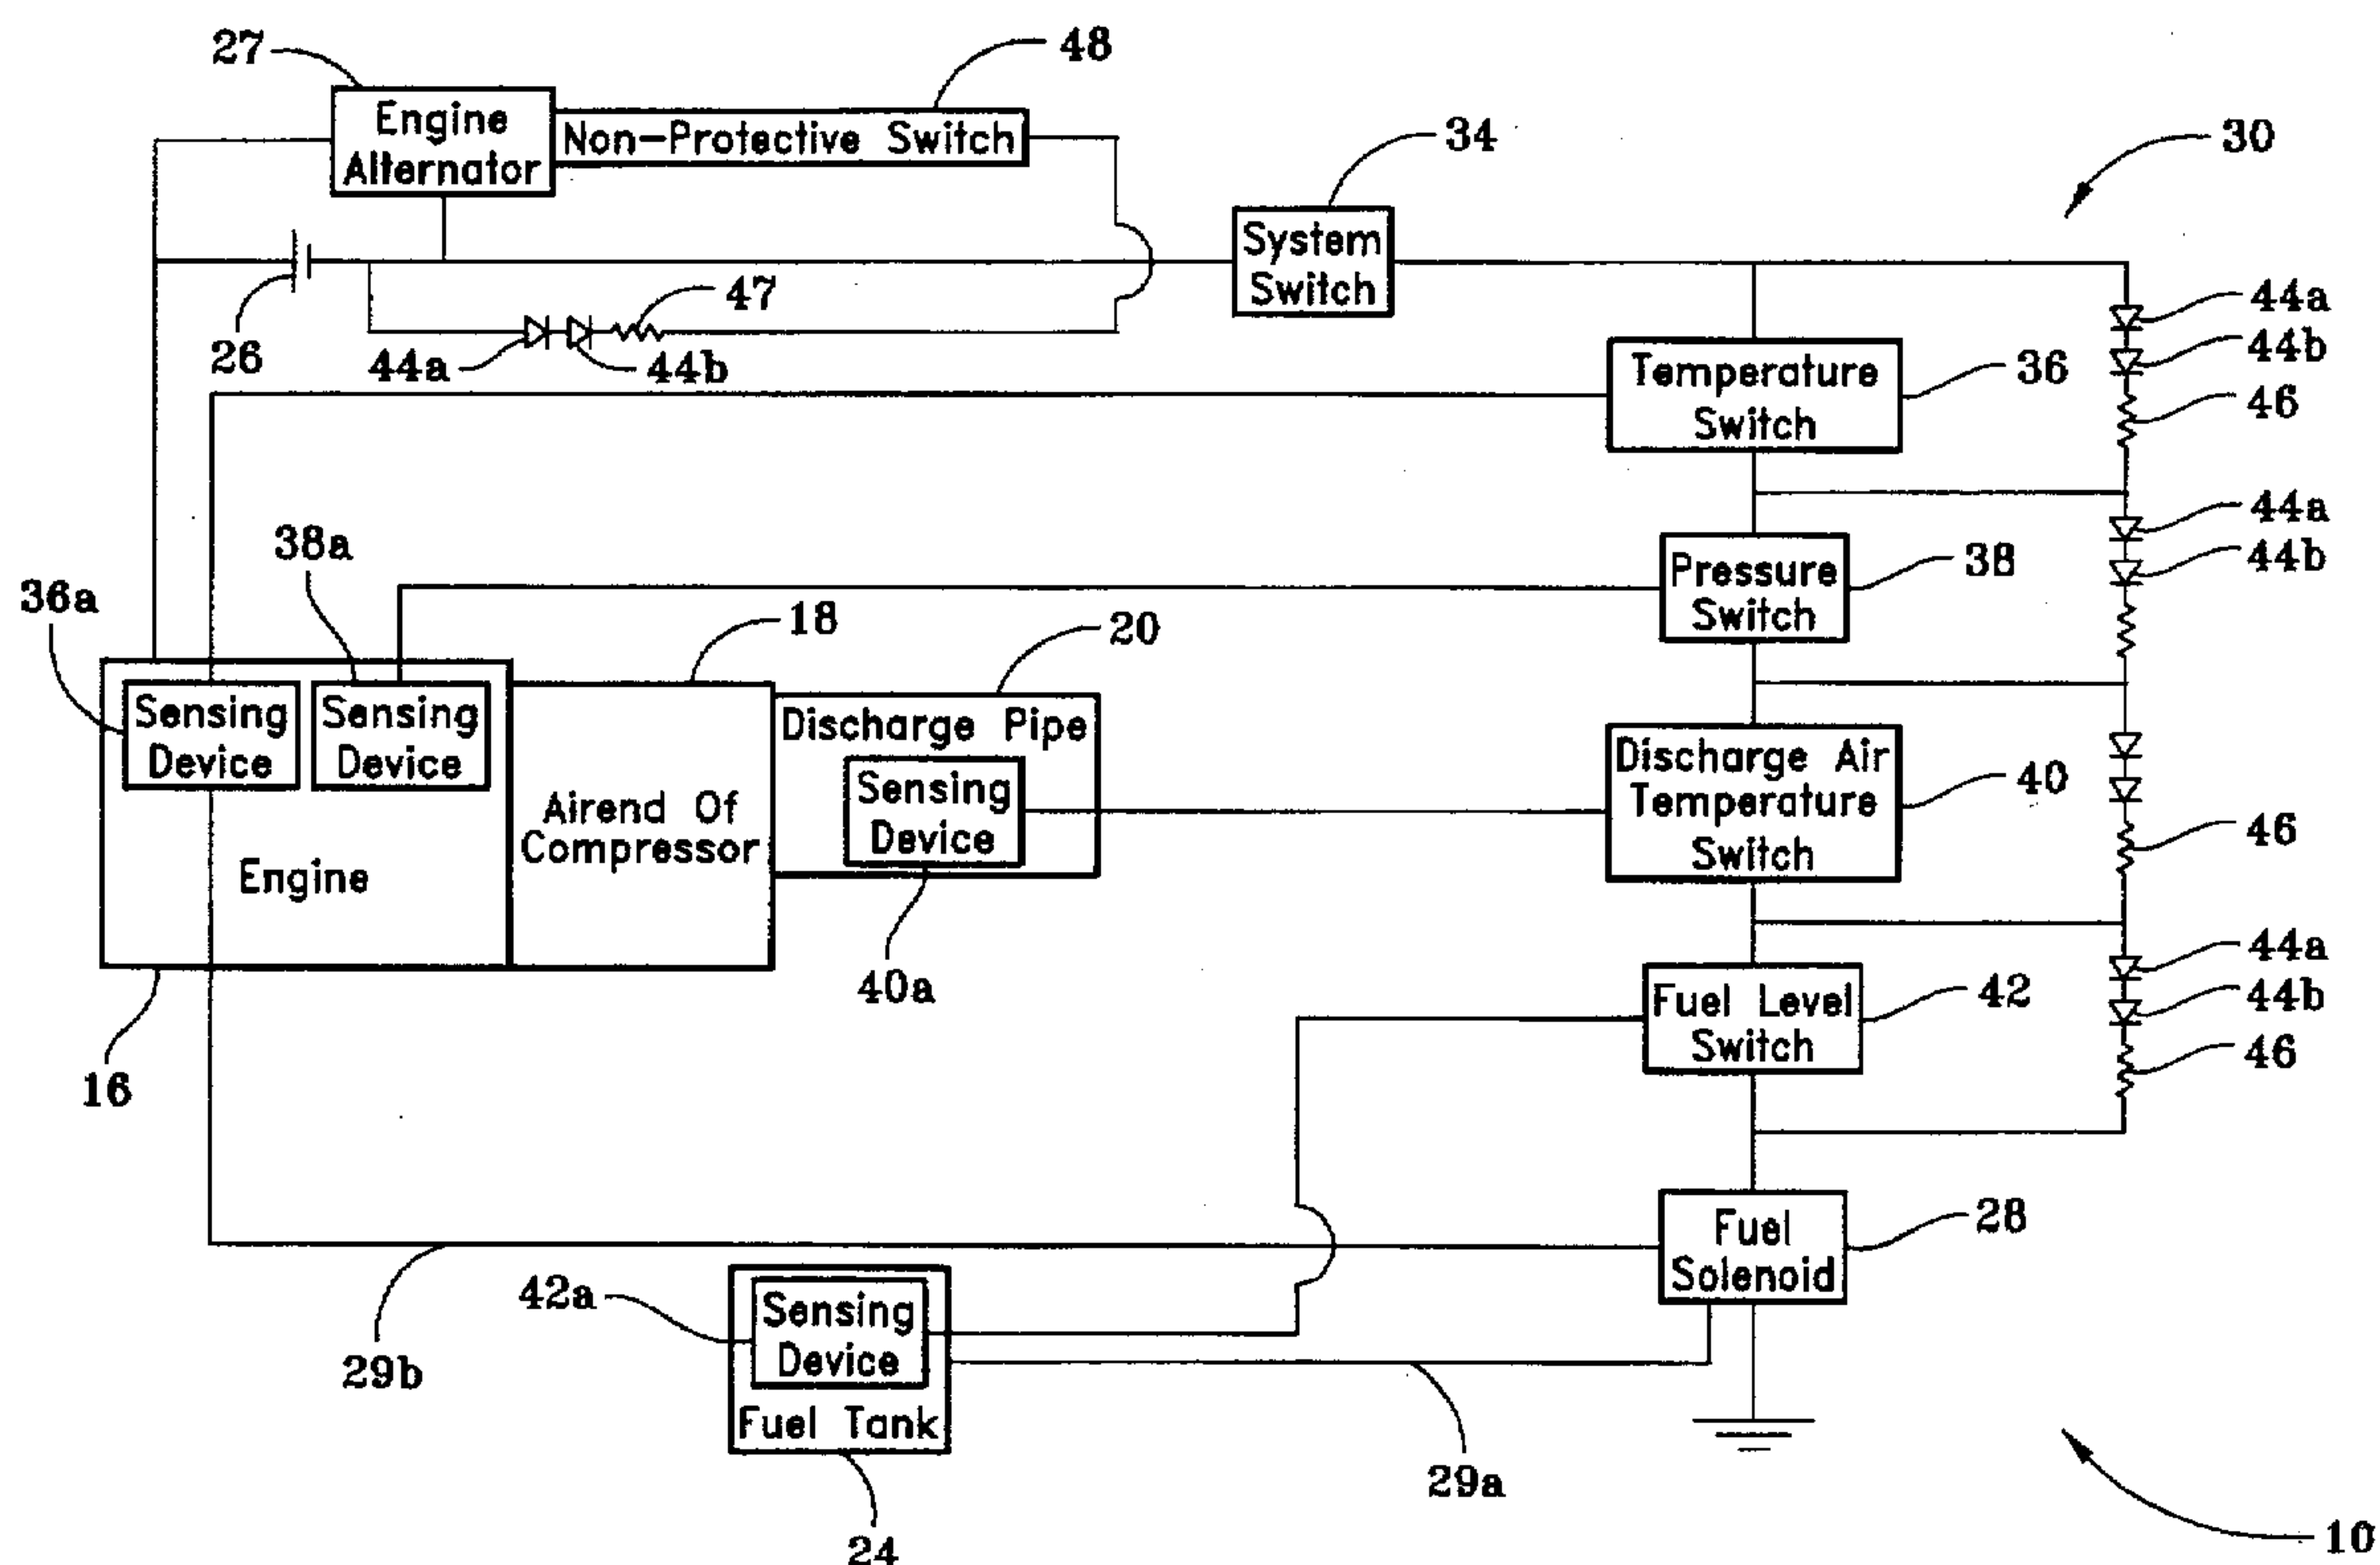 27
48
Engine
Alternator
Non-Protective Switch
34
30
System
Switch
26
47
44a
44b
44a
44b
46
Temperature
Switch
36
44a
44b
38a
36a
Pressure
Switch
38
18
20
Sensing
Device
Sensing
Device
Discharge Pipe
Sensing
Device
Airend Of
Compressor
Engine
Discharge Air
Temperature
Switch
40
46
40a
16
Fuel Level
Switch
42
44a
44b
46
Fuel
Solenoid
28
42a
Sensing
Device
Fuel Tank
29b
29a
24
10